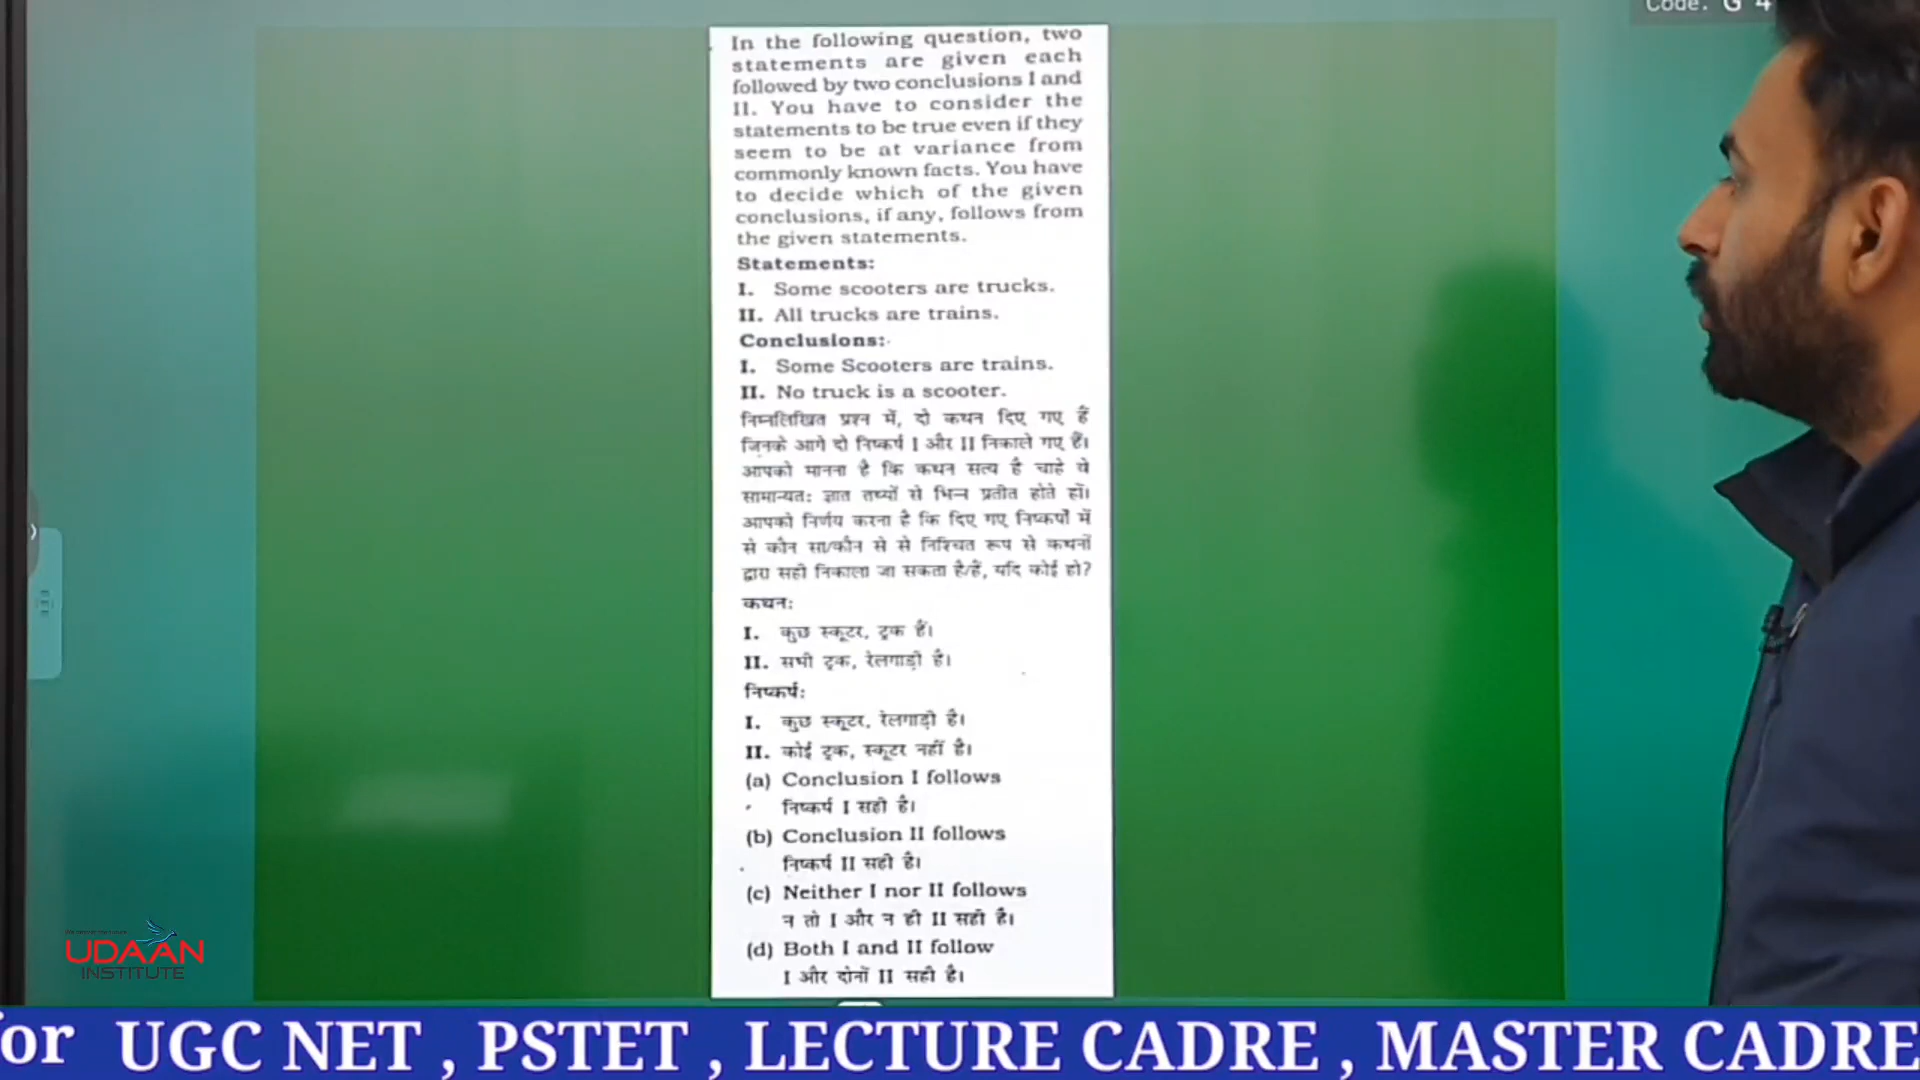 Code: G 4
In the following question, two
statements are given each
followed by two conclusions I and
II. You have to consider the
statements to be true even if they
seem to be at variance from
commonly known facts. You have
to decide which of the given
conclusions, if any, follows from
the given statements.
Statements:
I. Some scooters are trucks.
II. All trucks are trains.
Conclusions:
I. Some Scooters are trains.
II. No truck is a scooter.
निम्नलिखित प्रश्न में, दो कथन दिए गए हैं
जिनके आगे दो निष्कर्ष I और II निकाले गए हैं।
आपको मानना है कि कथन सत्य है चाहे ये
सामान्यतः ज्ञात तथ्यों से भिन्न प्रतीत होते हों।
आपको निर्णय करना है कि दिए गए निष्कर्षों में
से कौन सा/कौन से से निश्चित रूप से कथनों
द्वारा सही निकाला जा सकता है/हैं, यदि कोई हो?
कथन:
I. कुछ स्कूटर, ट्रक हैं।
II. सभी ट्रक, रेलगाड़ी है।
निष्कर्ष:
I. कुछ स्कूटर, रेलगाड़ी है।
II. कोई ट्रक, स्कूटर नहीं है।
(a) Conclusion I follows
निष्कर्ष I सही है।
(b) Conclusion II follows
निष्कर्ष II सही है।
(c) Neither I nor II follows
न तो I और न ही II सही है।
(d) Both I and II follow
I और दोनों II सही है।
UDAAN
INSTITUTE
for UGC NET , PSTET , LECTURE CADRE , MASTER CADRE